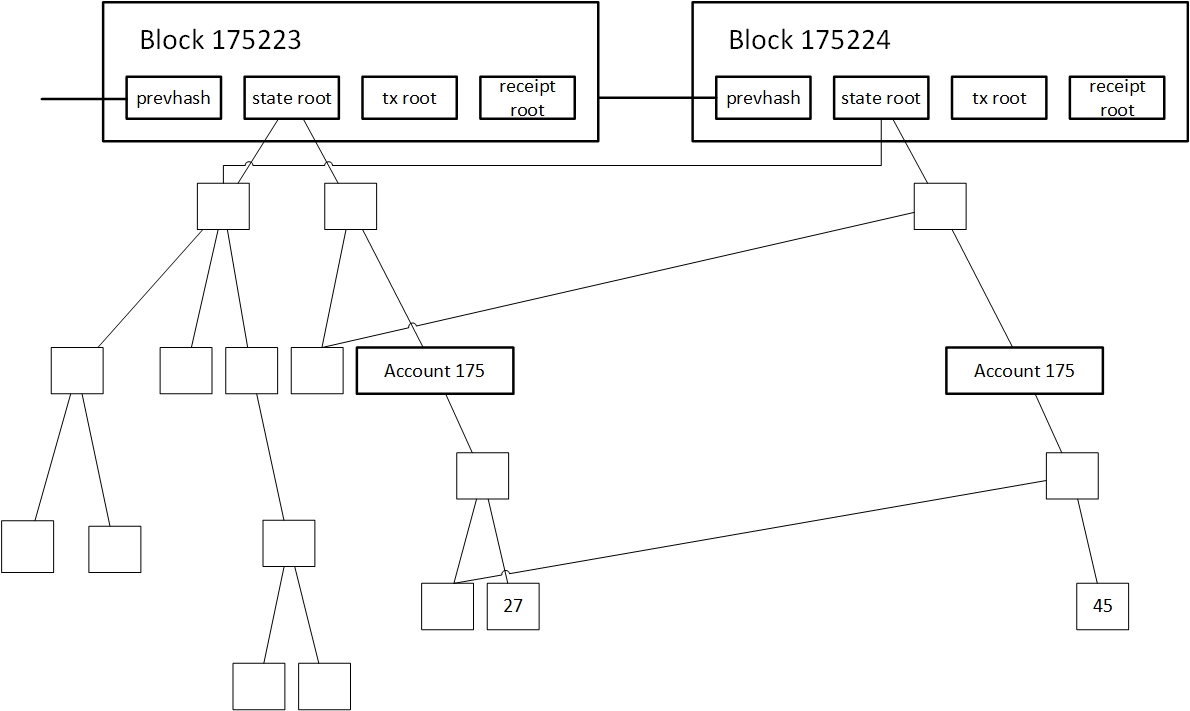 Block 175223
Block 175224
prevhash
state root
tx root
receipt
root
prevhash
state root
tx root
receipt
root
Account 175
Account 175
27
45